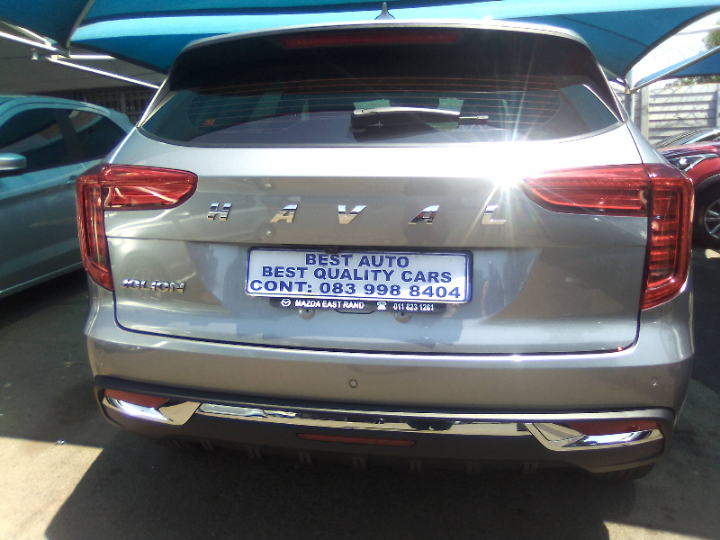 HAVAL
BEST AUTO
BEST QUALITY CARS
CONT: 083 998 8404
JOLION
MAZDA EAST RAND ☎ 011 823 1261